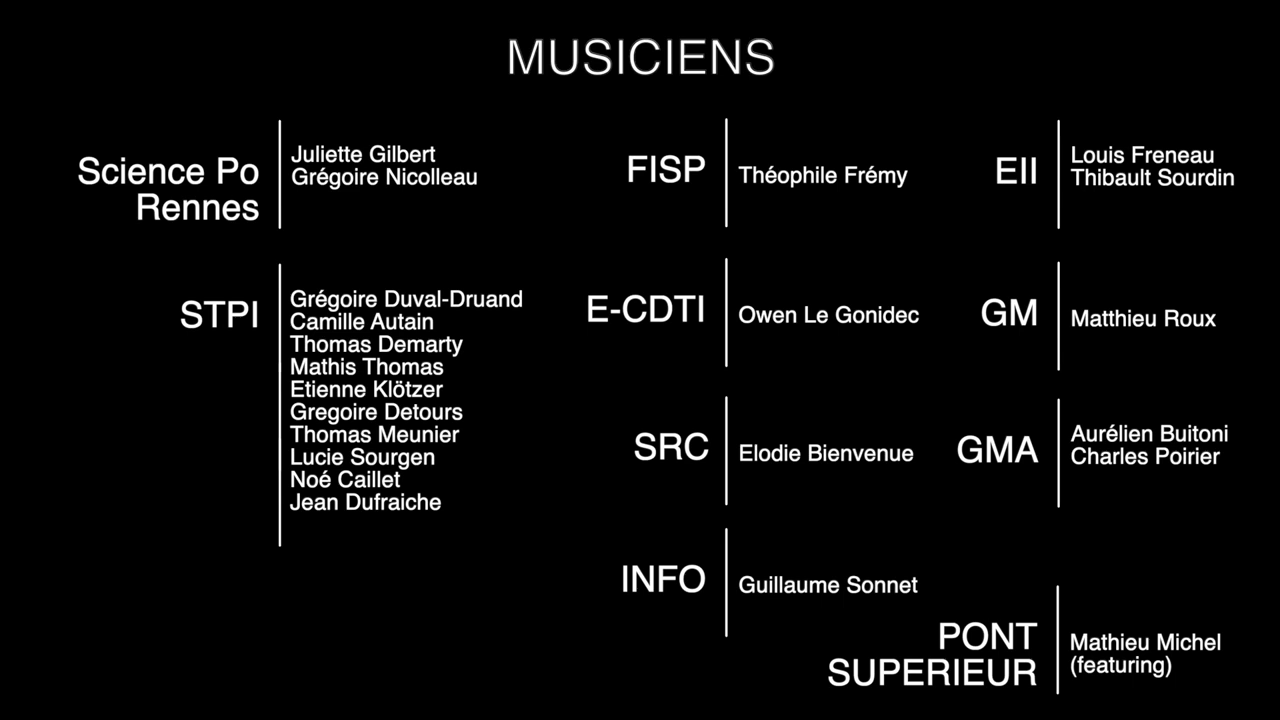 MUSICIENS
Science Po
Rennes
Juliette Gilbert
Grégoire Nicolleau
STPI
Grégoire Duval-Druand
Camille Autain
Thomas Demarty
Mathis Thomas
Etienne Klötzer
Gregoire Detours
Thomas Meunier
Lucie Sourgen
Noé Caillet
Jean Dufraiche
FISP
Théophile Frémy
E-CDTI
Owen Le Gonidec
SRC
Elodie Bienvenue
INFO
Guillaume Sonnet
EII
Louis Freneau
Thibault Sourdin
GM
Matthieu Roux
GMA
Aurélien Buitoni
Charles Poirier
PONT
SUPERIEUR
Mathieu Michel
(featuring)